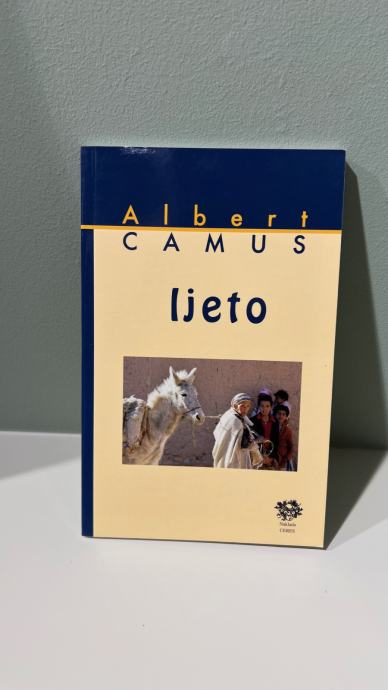 Albert
CAMUS
ljeto
Naklada
CERES